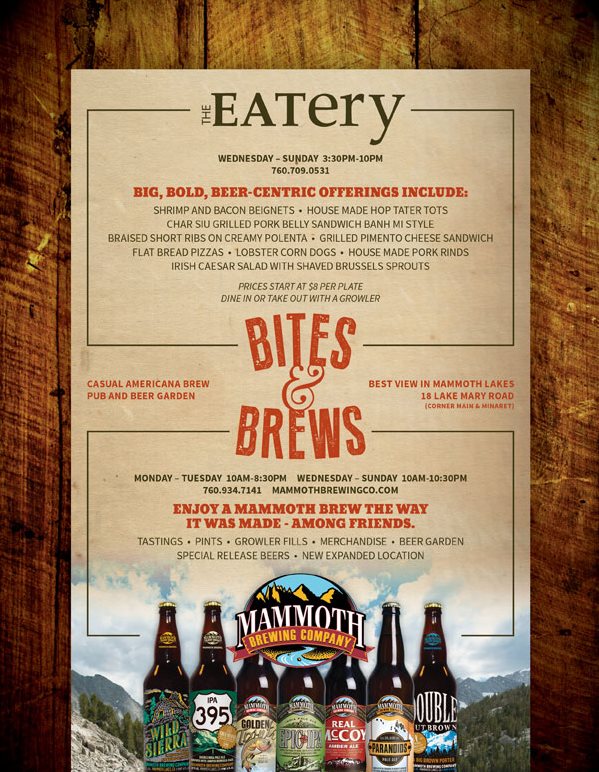 THE EATery
WEDNESDAY – SUNDAY 3:30PM-10PM
760.709.0531
BIG, BOLD, BEER-CENTRIC OFFERINGS INCLUDE:
SHRIMP AND BACON BEIGNETS • HOUSE MADE HOP TATER TOTS
CHAR SIU GRILLED PORK BELLY SANDWICH BANH MI STYLE
BRAISED SHORT RIBS ON CREAMY POLENTA • GRILLED PIMENTO CHEESE SANDWICH
FLAT BREAD PIZZAS • LOBSTER CORN DOGS • HOUSE MADE PORK RINDS
IRISH CAESAR SALAD WITH SHAVED BRUSSELS SPROUTS
PRICES START AT $8 PER PLATE
DINE IN OR TAKE OUT WITH A GROWLER
BITES
&
BREWS
CASUAL AMERICANA BREW
PUB AND BEER GARDEN
BEST VIEW IN MAMMOTH LAKES
18 LAKE MARY ROAD
(CORNER MAIN & MINARET)
MONDAY – TUESDAY 10AM-8:30PM WEDNESDAY – SUNDAY 10AM-10:30PM
760.934.7141 MAMMOTHBREWINGCO.COM
ENJOY A MAMMOTH BREW THE WAY
IT WAS MADE - AMONG FRIENDS.
TASTINGS • PINTS • GROWLER FILLS • MERCHANDISE • BEER GARDEN
SPECIAL RELEASE BEERS • NEW EXPANDED LOCATION
MAMMOTH
BREWING COMPANY
WILD
SIERRA
IPA
395
GOLDEN
EPIC IPA
REAL
McCOY
AMBER ALE
PARANOIDS
PALE ALE
DOUBLE
NUT BROWN